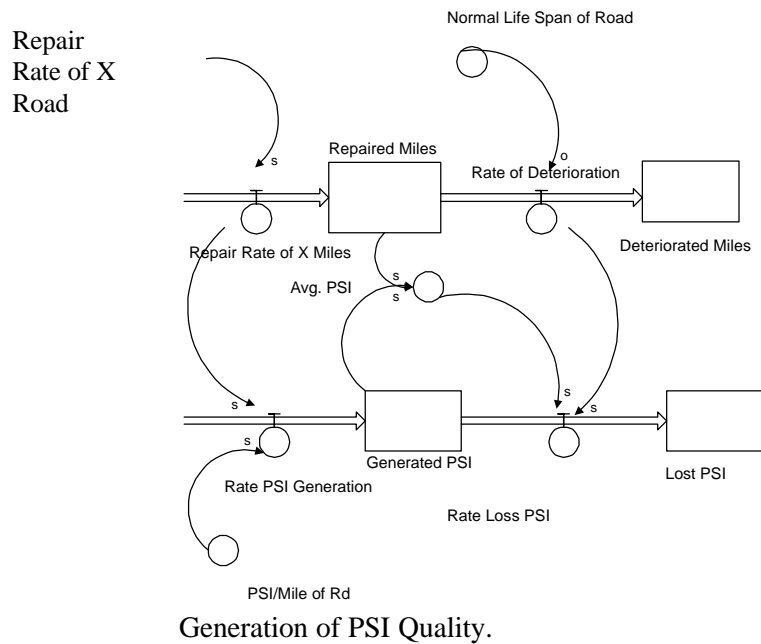 Normal Life Span of Road
Repair
Rate of X
Road
s
Repaired Miles
o
Rate of Deterioration
Repair Rate of X Miles
Deteriorated Miles
s
Avg. PSI
s
s
s
s
s
Generated PSI
Lost PSI
Rate PSI Generation
Rate Loss PSI
PSI/Mile of Rd
Generation of PSI Quality.